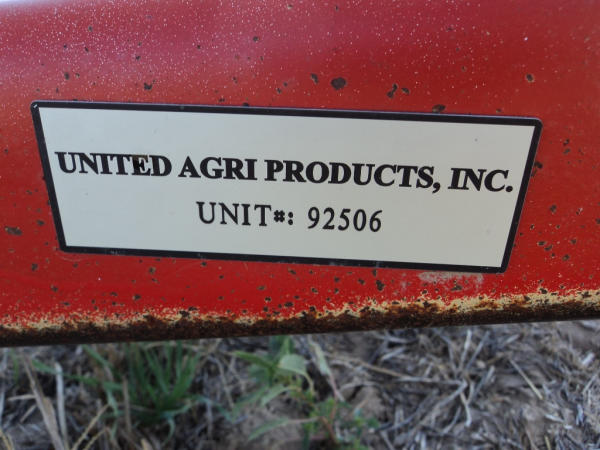 UNITED AGRI PRODUCTS, INC.
UNIT#: 92506